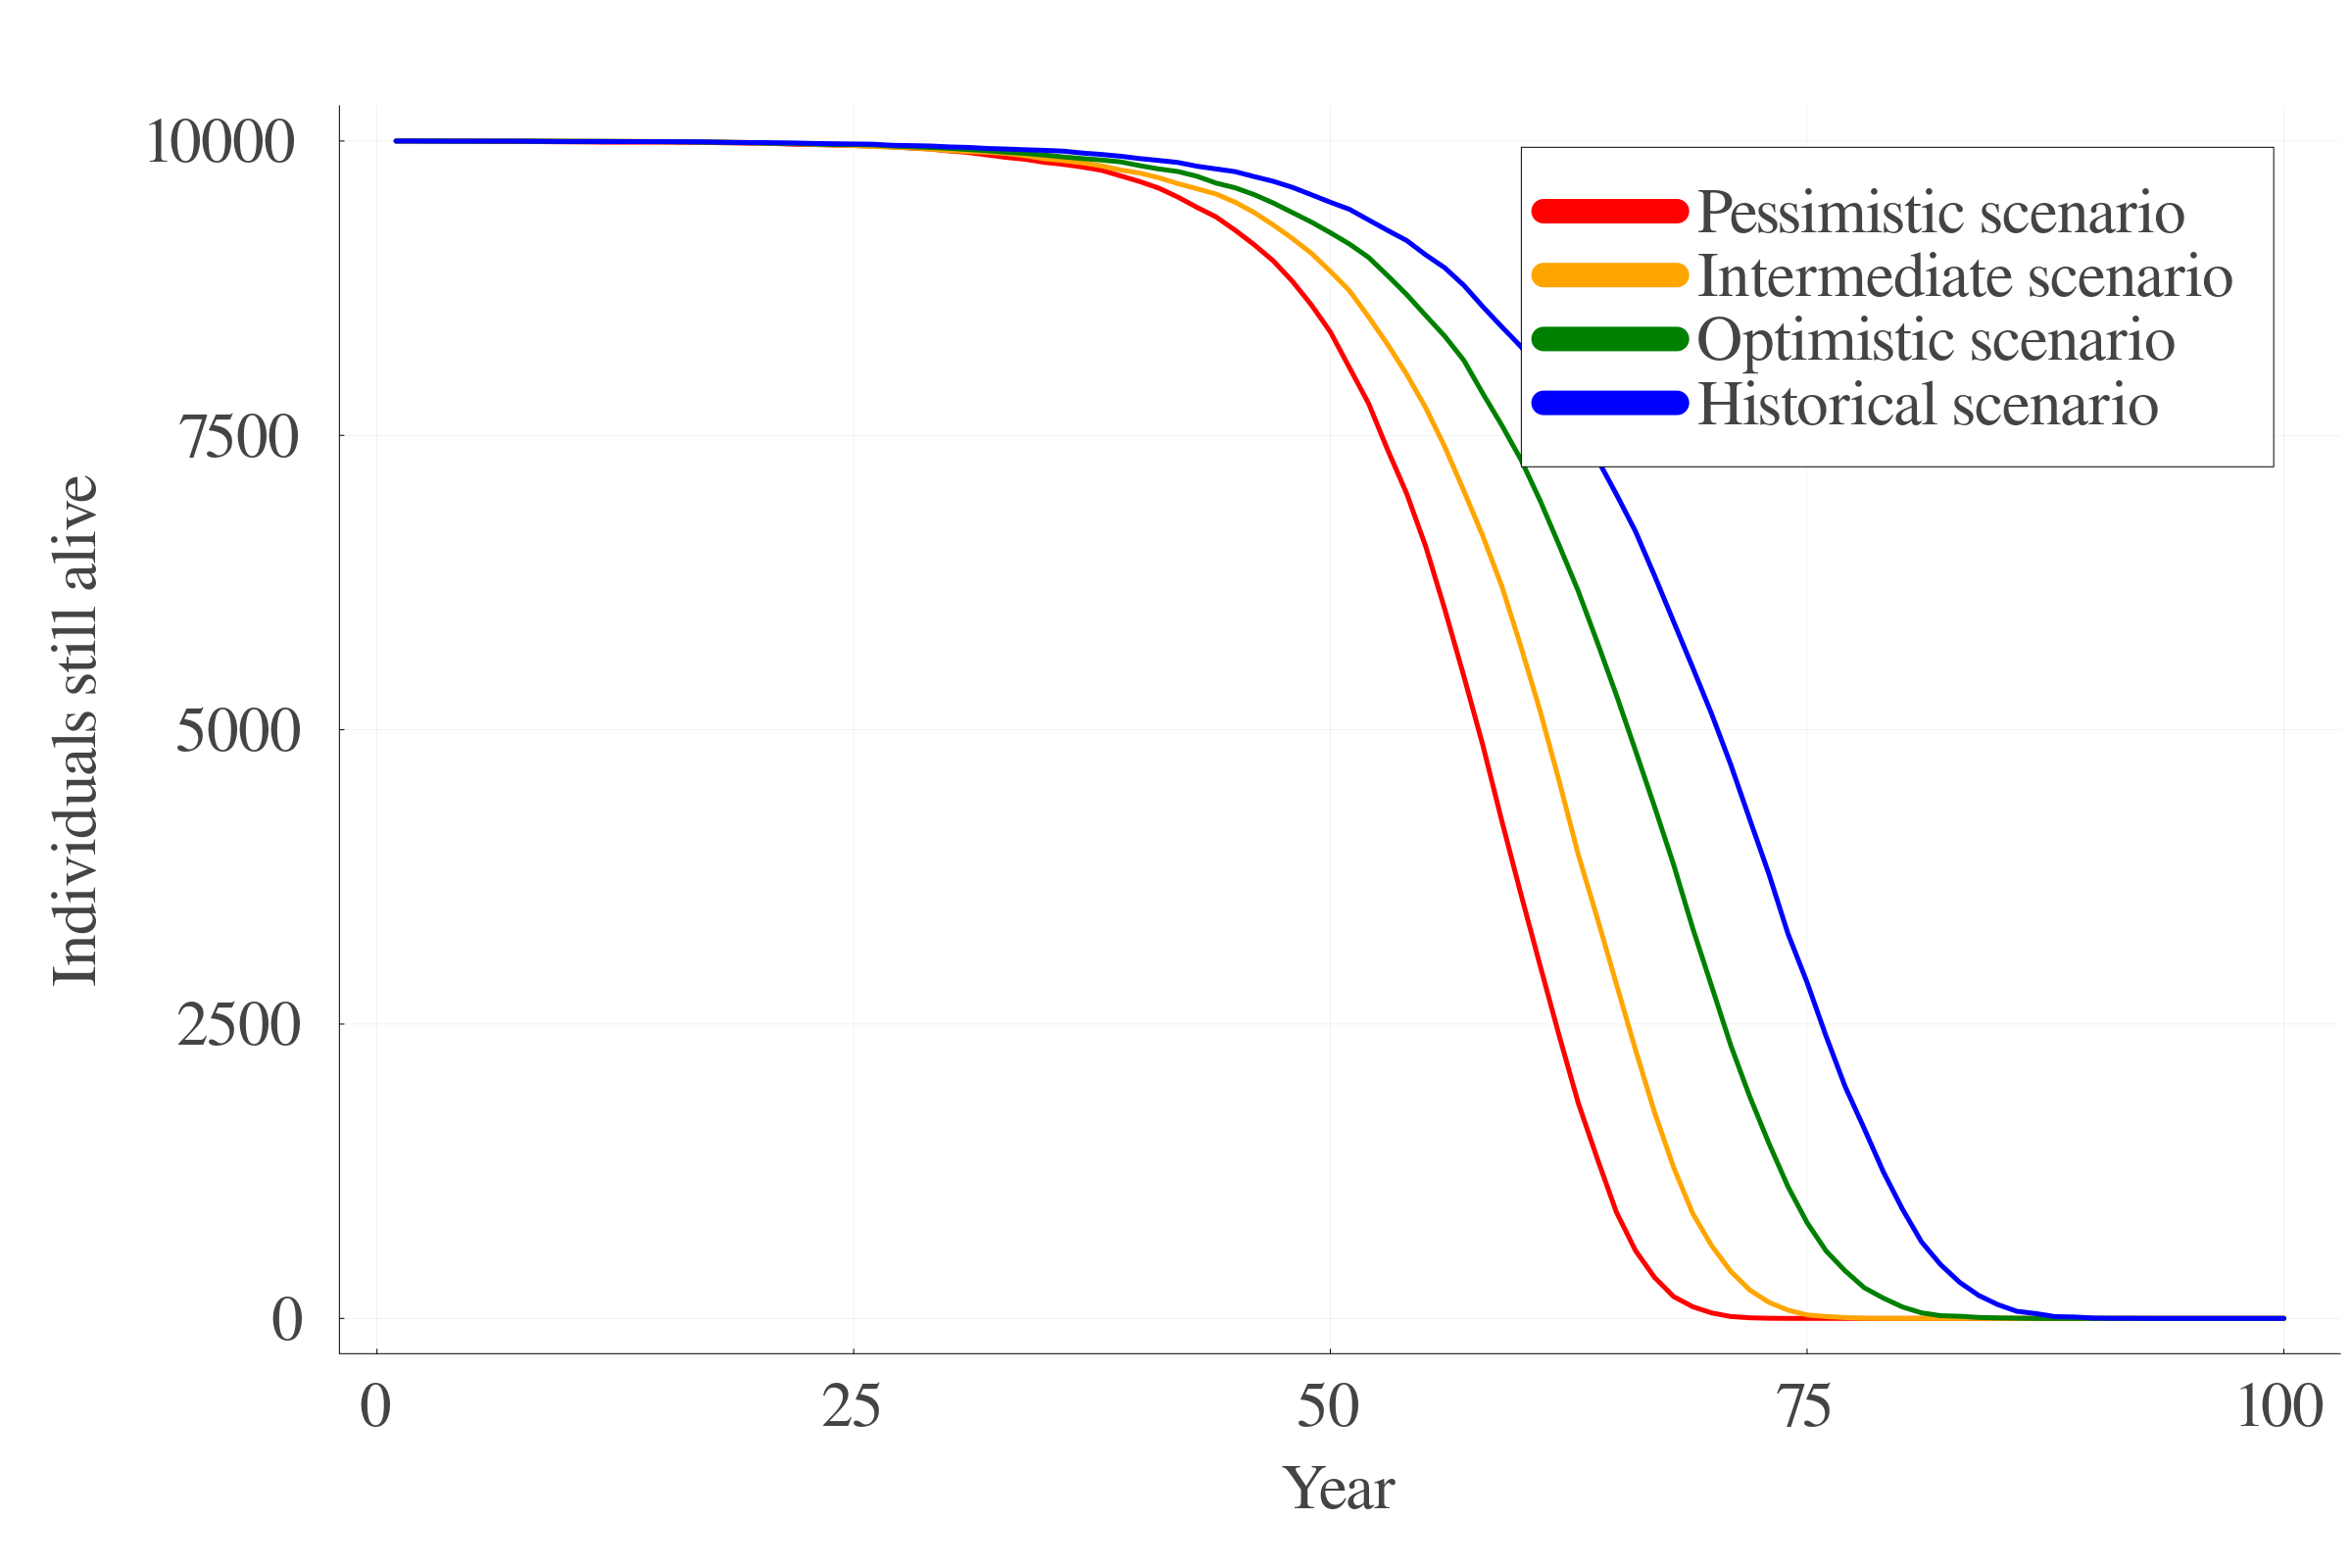 10000
7500
5000
2500
0
Individuals still alive
Pessimistic scenario
Intermediate scenario
Optimistic scenario
Historical scenario
0 25 50 75 100
Year